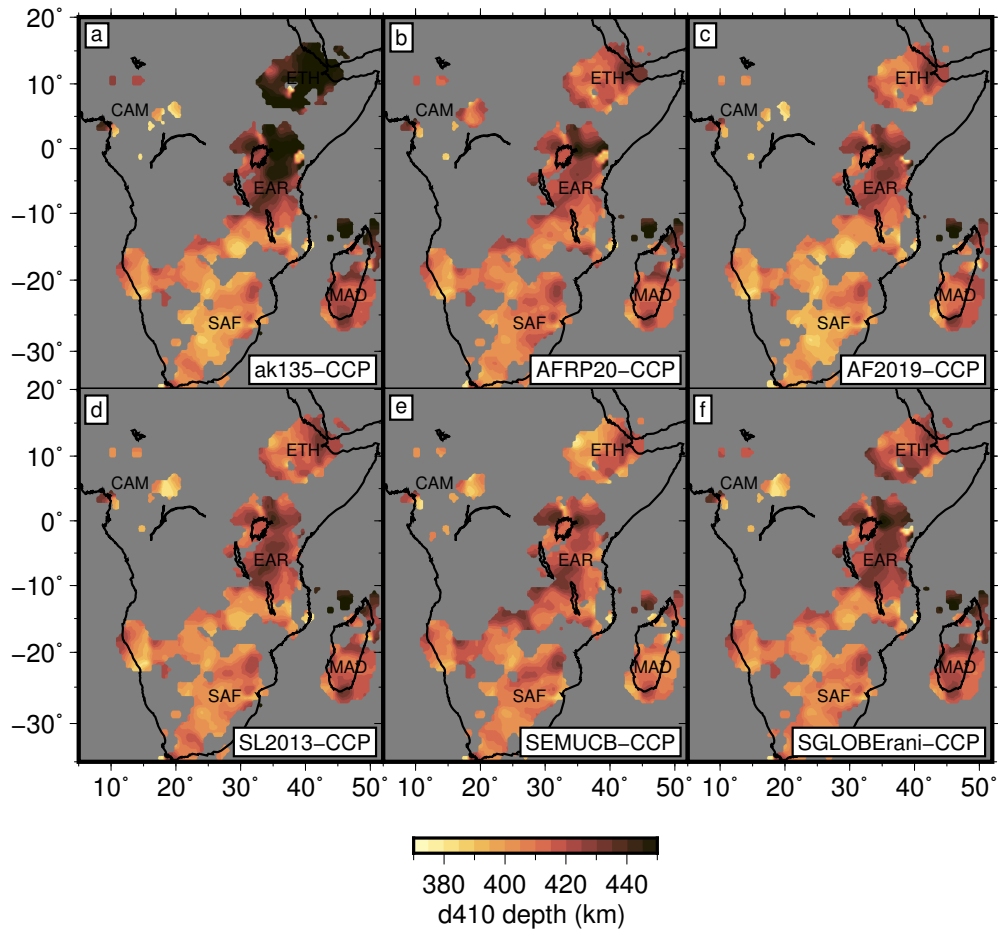 20˚ a b c
ETH ETH ETH
10˚
CAM CAM CAM
0˚
EAR EAR EAR
−10˚
−20˚
MAD MAD MAD
SAF SAF SAF
−30˚
ak135−CCP AFRP20−CCP AF2019−CCP
20˚ d e f
10˚ ETH ETH ETH
CAM CAM CAM
0˚
EAR EAR EAR
−10˚
−20˚
MAD MAD MAD
SAF SAF SAF
−30˚
SL2013−CCP SEMUCB−CCP SGLOBErani−CCP
10˚ 20˚ 30˚ 40˚ 50˚ 10˚ 20˚ 30˚ 40˚ 50˚ 10˚ 20˚ 30˚ 40˚ 50˚
380 400 420 440
d410 depth (km)